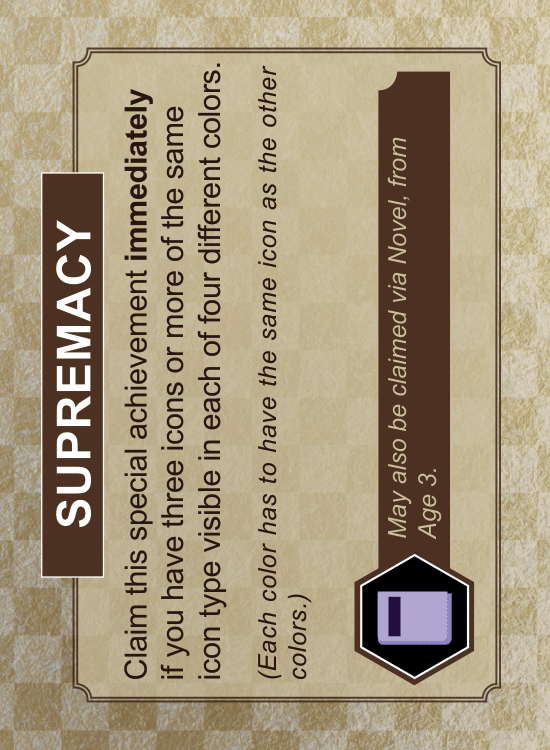 SUPREMACY
Claim this special achievement immediately
if you have three icons or more of the same
icon type visible in each of four different colors.
(Each color has to have the same icon as the other
colors.)
May also be claimed via Novel, from
Age 3.